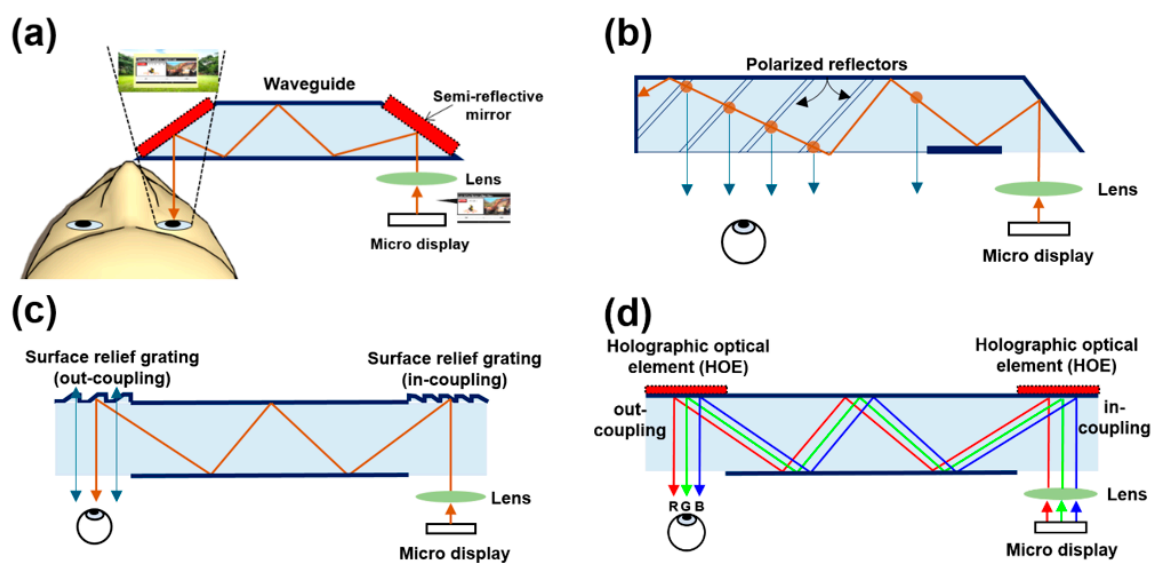 (a)
Waveguide
Semi-reflective
mirror
Lens
Micro display
(b)
Polarized reflectors
Lens
Micro display
(c)
Surface relief grating
(out-coupling)
Surface relief grating
(in-coupling)
Lens
Micro display
(d)
Holographic optical
element (HOE)
Holographic optical
element (HOE)
out-
coupling
in-
coupling
Lens
R G B
Micro display